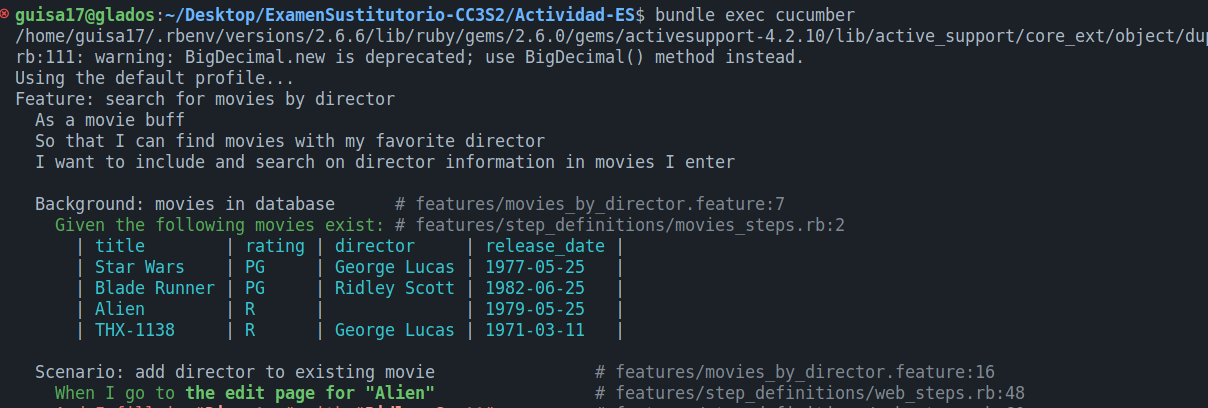 guisa17@glados:~/Desktop/ExamenSustitutorio-CC3S2/Actividad-ES$ bundle exec cucumber
/home/guisa17/.rbenv/versions/2.6.6/lib/ruby/gems/2.6.0/gems/activesupport-4.2.10/lib/active_support/core_ext/object/dup
rb:111: warning: BigDecimal.new is deprecated; use BigDecimal() method instead.
Using the default profile...
Feature: search for movies by director
  As a movie buff
  So that I can find movies with my favorite director
  I want to include and search on director information in movies I enter

  Background: movies in database      # features/movies_by_director.feature:7
    Given the following movies exist: # features/step_definitions/movies_steps.rb:2
      | title        | rating | director     | release_date |
      | Star Wars    | PG     | George Lucas | 1977-05-25   |
      | Blade Runner | PG     | Ridley Scott | 1982-06-25   |
      | Alien        | R      |              | 1979-05-25   |
      | THX-1138     | R      | George Lucas | 1971-03-11   |

  Scenario: add director to existing movie                # features/movies_by_director.feature:16
    When I go to the edit page for "Alien"                # features/step_definitions/web_steps.rb:48